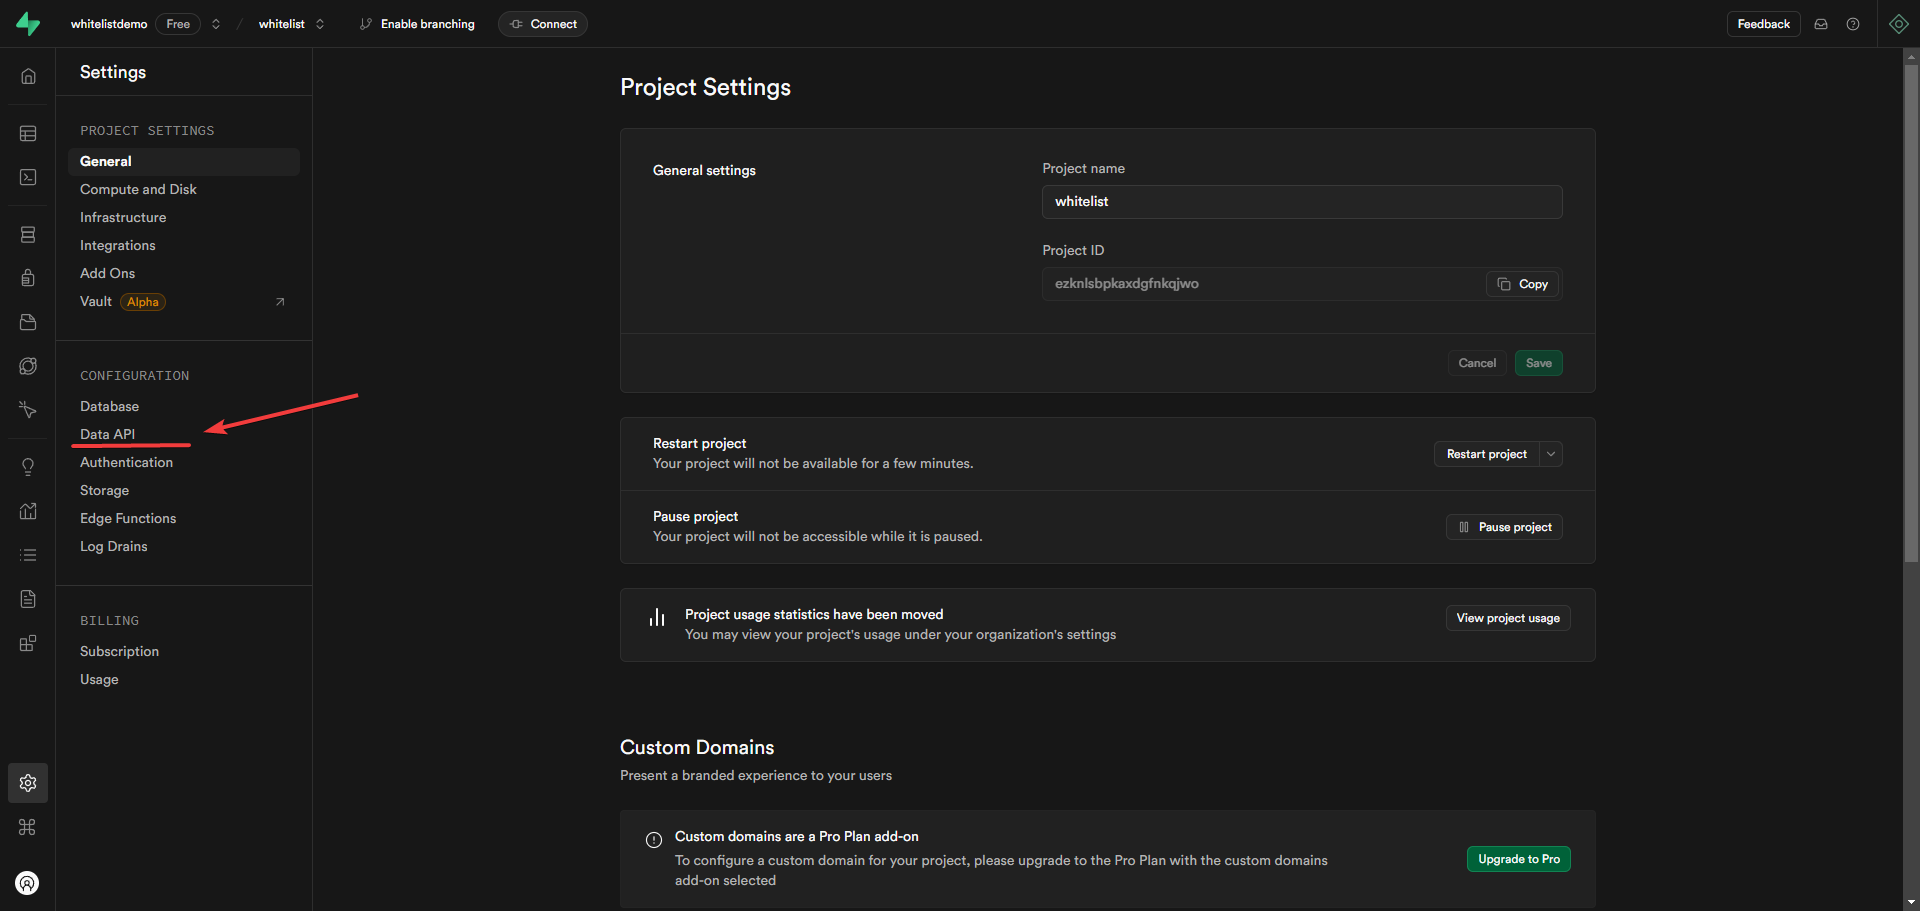 whitelistdemo Free / whitelist Enable branching Connect Feedback
Settings
PROJECT SETTINGS
General
Compute and Disk
Infrastructure
Integrations
Add Ons
Vault Alpha
CONFIGURATION
Database
Data API
Authentication
Storage
Edge Functions
Log Drains
BILLING
Subscription
Usage
Project Settings
General settings
Project name
whitelist
Project ID
ezknlsbpkaxdgfnkqjwo
Copy
Cancel Save
Restart project
Your project will not be available for a few minutes.
Restart project
Pause project
Your project will not be accessible while it is paused.
Pause project
Project usage statistics have been moved
You may view your project's usage under your organization's settings
View project usage
Custom Domains
Present a branded experience to your users
Custom domains are a Pro Plan add-on
To configure a custom domain for your project, please upgrade to the Pro Plan with the custom domains
add-on selected
Upgrade to Pro